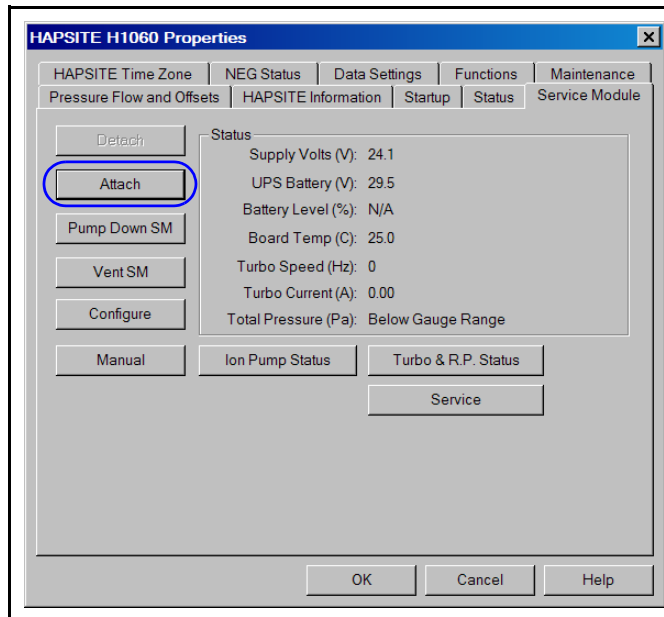 HAPSITE H1060 Properties
HAPSITE Time Zone NEG Status Data Settings Functions Maintenance
Pressure Flow and Offsets HAPSITE Information Startup Status Service Module
Detach
Status
Supply Volts (V): 24.1
Attach
UPS Battery (V): 29.5
Battery Level (%): N/A
Pump Down SM
Board Temp (C): 25.0
Vent SM
Turbo Speed (Hz): 0
Turbo Current (A): 0.00
Configure
Total Pressure (Pa): Below Gauge Range
Manual Ion Pump Status Turbo & R.P. Status
Service
OK Cancel Help